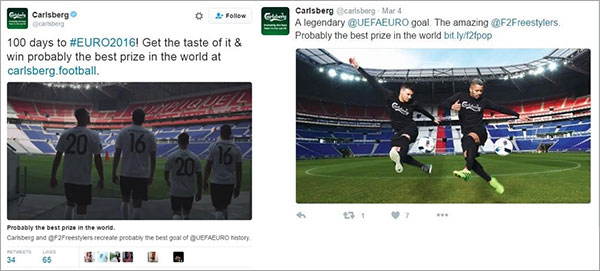 Carlsberg
@carlsberg
Follow
100 days to #EURO2016! Get the taste of it &
win probably the best prize in the world at
carlsberg.football.
20 16 20 16
Probably the best prize in the world.
Carlsberg and @F2Freestylers recreate probably the best goal of @UEFAEURO history.
RETWEETS LIKES
34 65
Carlsberg @carlsberg · Mar 4
A legendary @UEFAEURO goal. The amazing @F2Freestylers.
Probably the best prize in the world bit.ly/f2fpop
Carlsberg
1 7